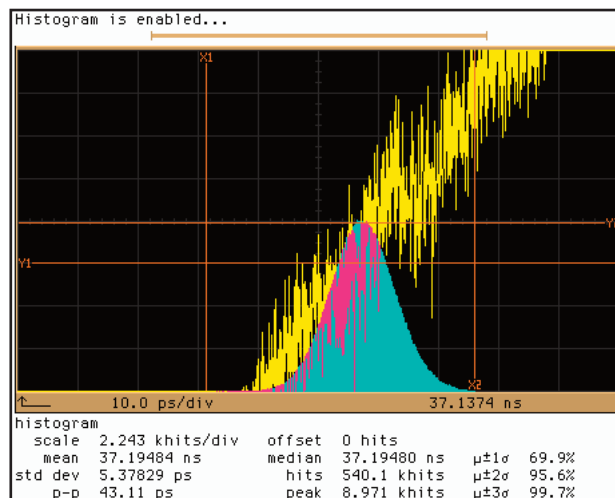 Histogram is enabled...
X1
Y
Y1
X2
10.0 ps/div 37.1374 ns
histogram
scale 2.243 khits/div offset 0 hits
mean 37.19484 ns median 37.19480 ns µ±1σ 69.9%
std dev 5.37829 ps hits 540.1 khits µ±2σ 95.6%
p-p 43.11 ps peak 8.971 khits µ±3σ 99.7%